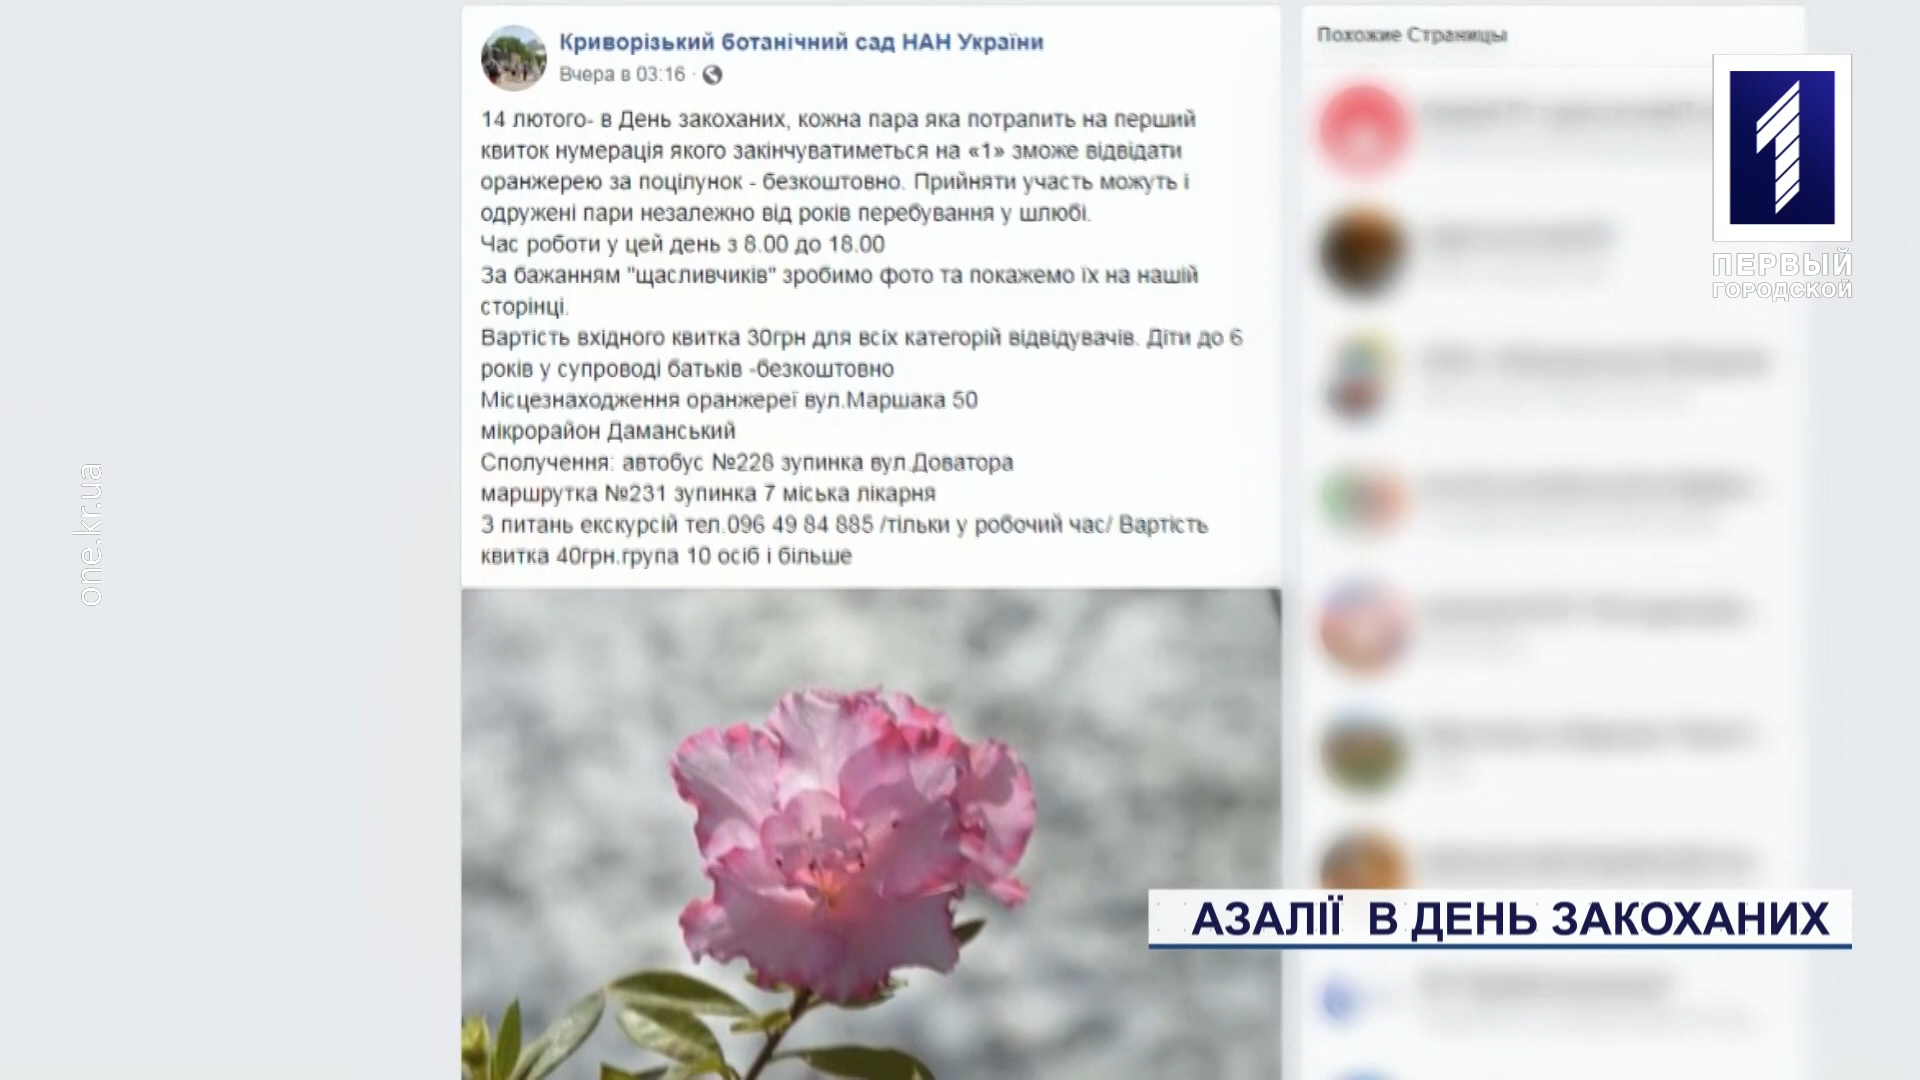 Криворізький ботанічний сад НАН України
Вчера в 03:16 ·
14 лютого- в День закоханих, кожна пара яка потрапить на перший
квиток нумерація якого закінчуватиметься на «1» зможе відвідати
оранжерею за поцілунок - безкоштовно. Прийняти участь можуть і
одружені пари незалежно від років перебування у шлюбі.
Час роботи у цей день з 8.00 до 18.00
За бажанням "щасливчиків" зробимо фото та покажемо їх на нашій
сторінці.
Вартість вхідного квитка 30грн для всіх категорій відвідувачів. Діти до 6
років у супроводі батьків -безкоштовно
Місцезнаходження оранжереї вул.Маршака 50
мікрорайон Даманський
Сполучення: автобус №228 зупинка вул.Доватора
маршрутка №231 зупинка 7 міська лікарня
З питань екскурсій тел.096 49 84 885 /тільки у робочий час/ Вартість
квитка 40грн.група 10 осіб і більше
Похожие Страницы
1
ПЕРВЫЙ
ГОРОДСКОЙ
one.kr.ua
АЗАЛІЇ В ДЕНЬ ЗАКОХАНИХ